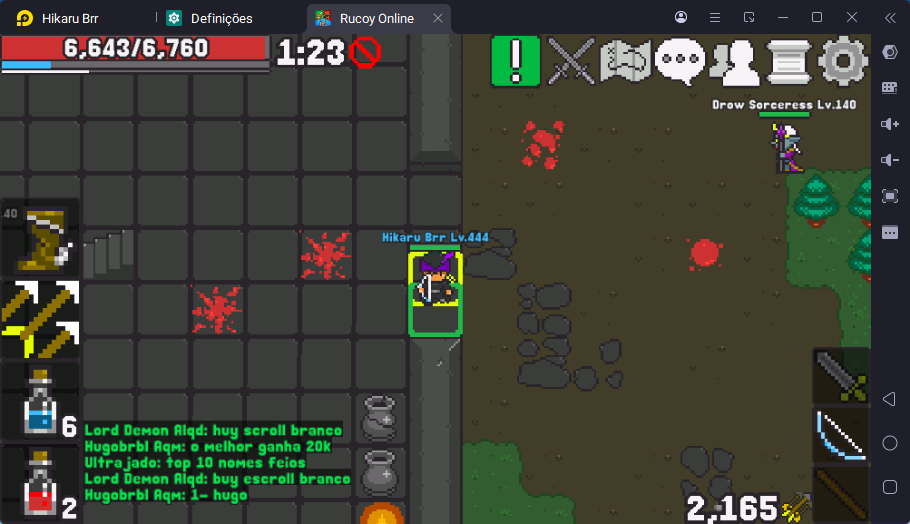 Hikaru Brr
Definições
Rucoy Online
6,643/6,760
1:23
Drow Sorceress Lv.140
.40
Hikaru Brr Lv.444
6
Lord Demon Alqd: huy scroll branco
Hugobrbl Aqm: o melhor ganha 20k
Ultrajado: top 10 nomes feios
Lord Demon Alqd: buy escroll branco
Hugobrbl Aqm: 1- hugo
2
2,165